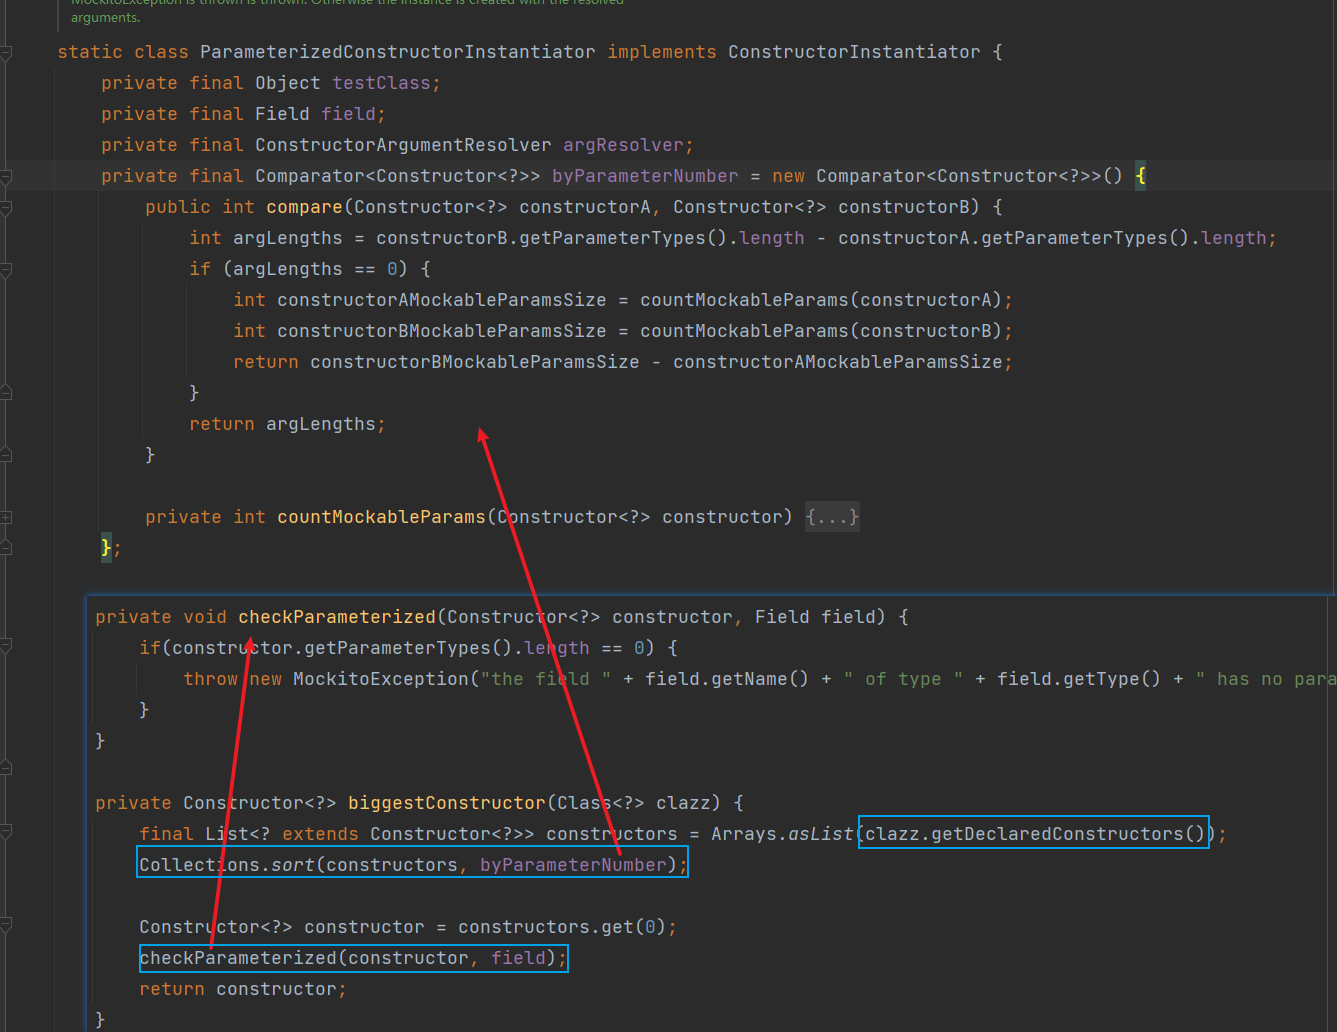 MockitoException is thrown is thrown. Otherwise the instance is created with the resolved
arguments.
static class ParameterizedConstructorInstantiator implements ConstructorInstantiator {
private final Object testClass;
private final Field field;
private final ConstructorArgumentResolver argResolver;
private final Comparator<Constructor<?>> byParameterNumber = new Comparator<Constructor<?>>() {
public int compare(Constructor<?> constructorA, Constructor<?> constructorB) {
int argLengths = constructorB.getParameterTypes().length - constructorA.getParameterTypes().length;
if (argLengths == 0) {
int constructorAMockableParamsSize = countMockableParams(constructorA);
int constructorBMockableParamsSize = countMockableParams(constructorB);
return constructorBMockableParamsSize - constructorAMockableParamsSize;
}
return argLengths;
}
private int countMockableParams(Constructor<?> constructor) {...}
};
private void checkParameterized(Constructor<?> constructor, Field field) {
if(constructor.getParameterTypes().length == 0) {
throw new MockitoException("the field " + field.getName() + " of type " + field.getType() + " has no para
}
}
private Constructor<?> biggestConstructor(Class<?> clazz) {
final List<? extends Constructor<?>> constructors = Arrays.asList(clazz.getDeclaredConstructors());
Collections.sort(constructors, byParameterNumber);
Constructor<?> constructor = constructors.get(0);
checkParameterized(constructor, field);
return constructor;
}